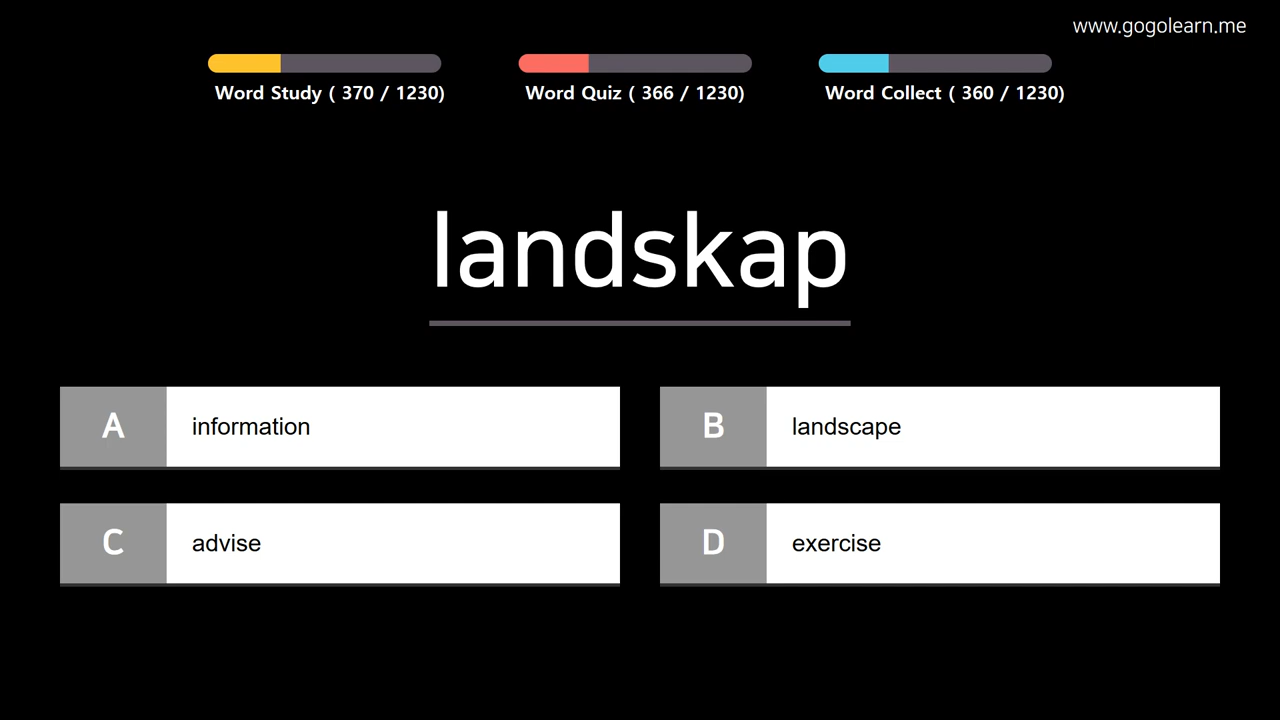 www.gogolearn.me
Word Study ( 370 / 1230)
Word Quiz ( 366 / 1230)
Word Collect ( 360 / 1230)
landskap
A information
B landscape
C advise
D exercise